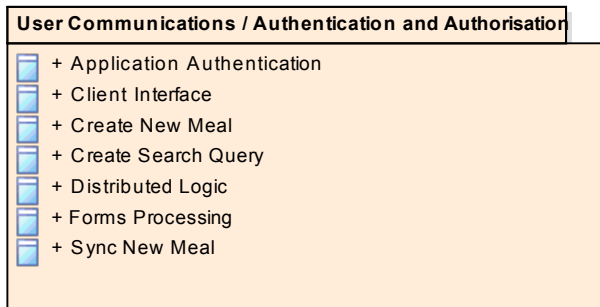 User Communications / Authentication and Authorisation
+ Application Authentication
+ Client Interface
+ Create New Meal
+ Create Search Query
+ Distributed Logic
+ Forms Processing
+ Sync New Meal